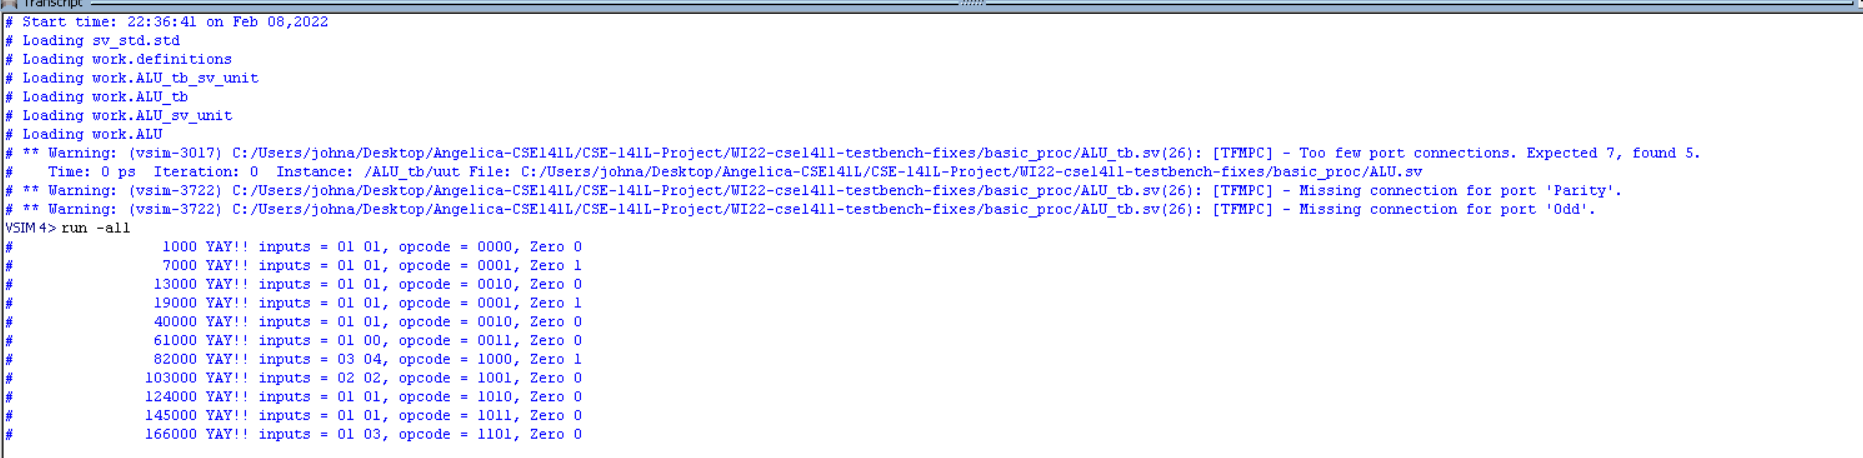 Transcript
# Start time: 22:36:41 on Feb 08,2022
# Loading sv_std.std
# Loading work.definitions
# Loading work.ALU_tb_sv_unit
# Loading work.ALU_tb
# Loading work.ALU_sv_unit
# Loading work.ALU
# ** Warning: (vsim-3017) C:/Users/johna/Desktop/Angelica-CSE141L/CSE-141L-Project/WI22-cse141l-testbench-fixes/basic_proc/ALU_tb.sv(26): [TFMPC] - Too few port connections. Expected 7, found 5.
#    Time: 0 ps  Iteration: 0  Instance: /ALU_tb/uut File: C:/Users/johna/Desktop/Angelica-CSE141L/CSE-141L-Project/WI22-cse141l-testbench-fixes/basic_proc/ALU.sv
# ** Warning: (vsim-3722) C:/Users/johna/Desktop/Angelica-CSE141L/CSE-141L-Project/WI22-cse141l-testbench-fixes/basic_proc/ALU_tb.sv(26): [TFMPC] - Missing connection for port 'Parity'.
# ** Warning: (vsim-3722) C:/Users/johna/Desktop/Angelica-CSE141L/CSE-141L-Project/WI22-cse141l-testbench-fixes/basic_proc/ALU_tb.sv(26): [TFMPC] - Missing connection for port 'Odd'.
VSIM 4> run -all
#                 1000 YAY!! inputs = 01 01, opcode = 0000, Zero 0
#                 7000 YAY!! inputs = 01 01, opcode = 0001, Zero 1
#                13000 YAY!! inputs = 01 01, opcode = 0010, Zero 0
#                19000 YAY!! inputs = 01 01, opcode = 0001, Zero 1
#                40000 YAY!! inputs = 01 01, opcode = 0010, Zero 0
#                61000 YAY!! inputs = 01 00, opcode = 0011, Zero 0
#                82000 YAY!! inputs = 03 04, opcode = 1000, Zero 1
#               103000 YAY!! inputs = 02 02, opcode = 1001, Zero 0
#               124000 YAY!! inputs = 01 01, opcode = 1010, Zero 0
#               145000 YAY!! inputs = 01 01, opcode = 1011, Zero 0
#               166000 YAY!! inputs = 01 03, opcode = 1101, Zero 0